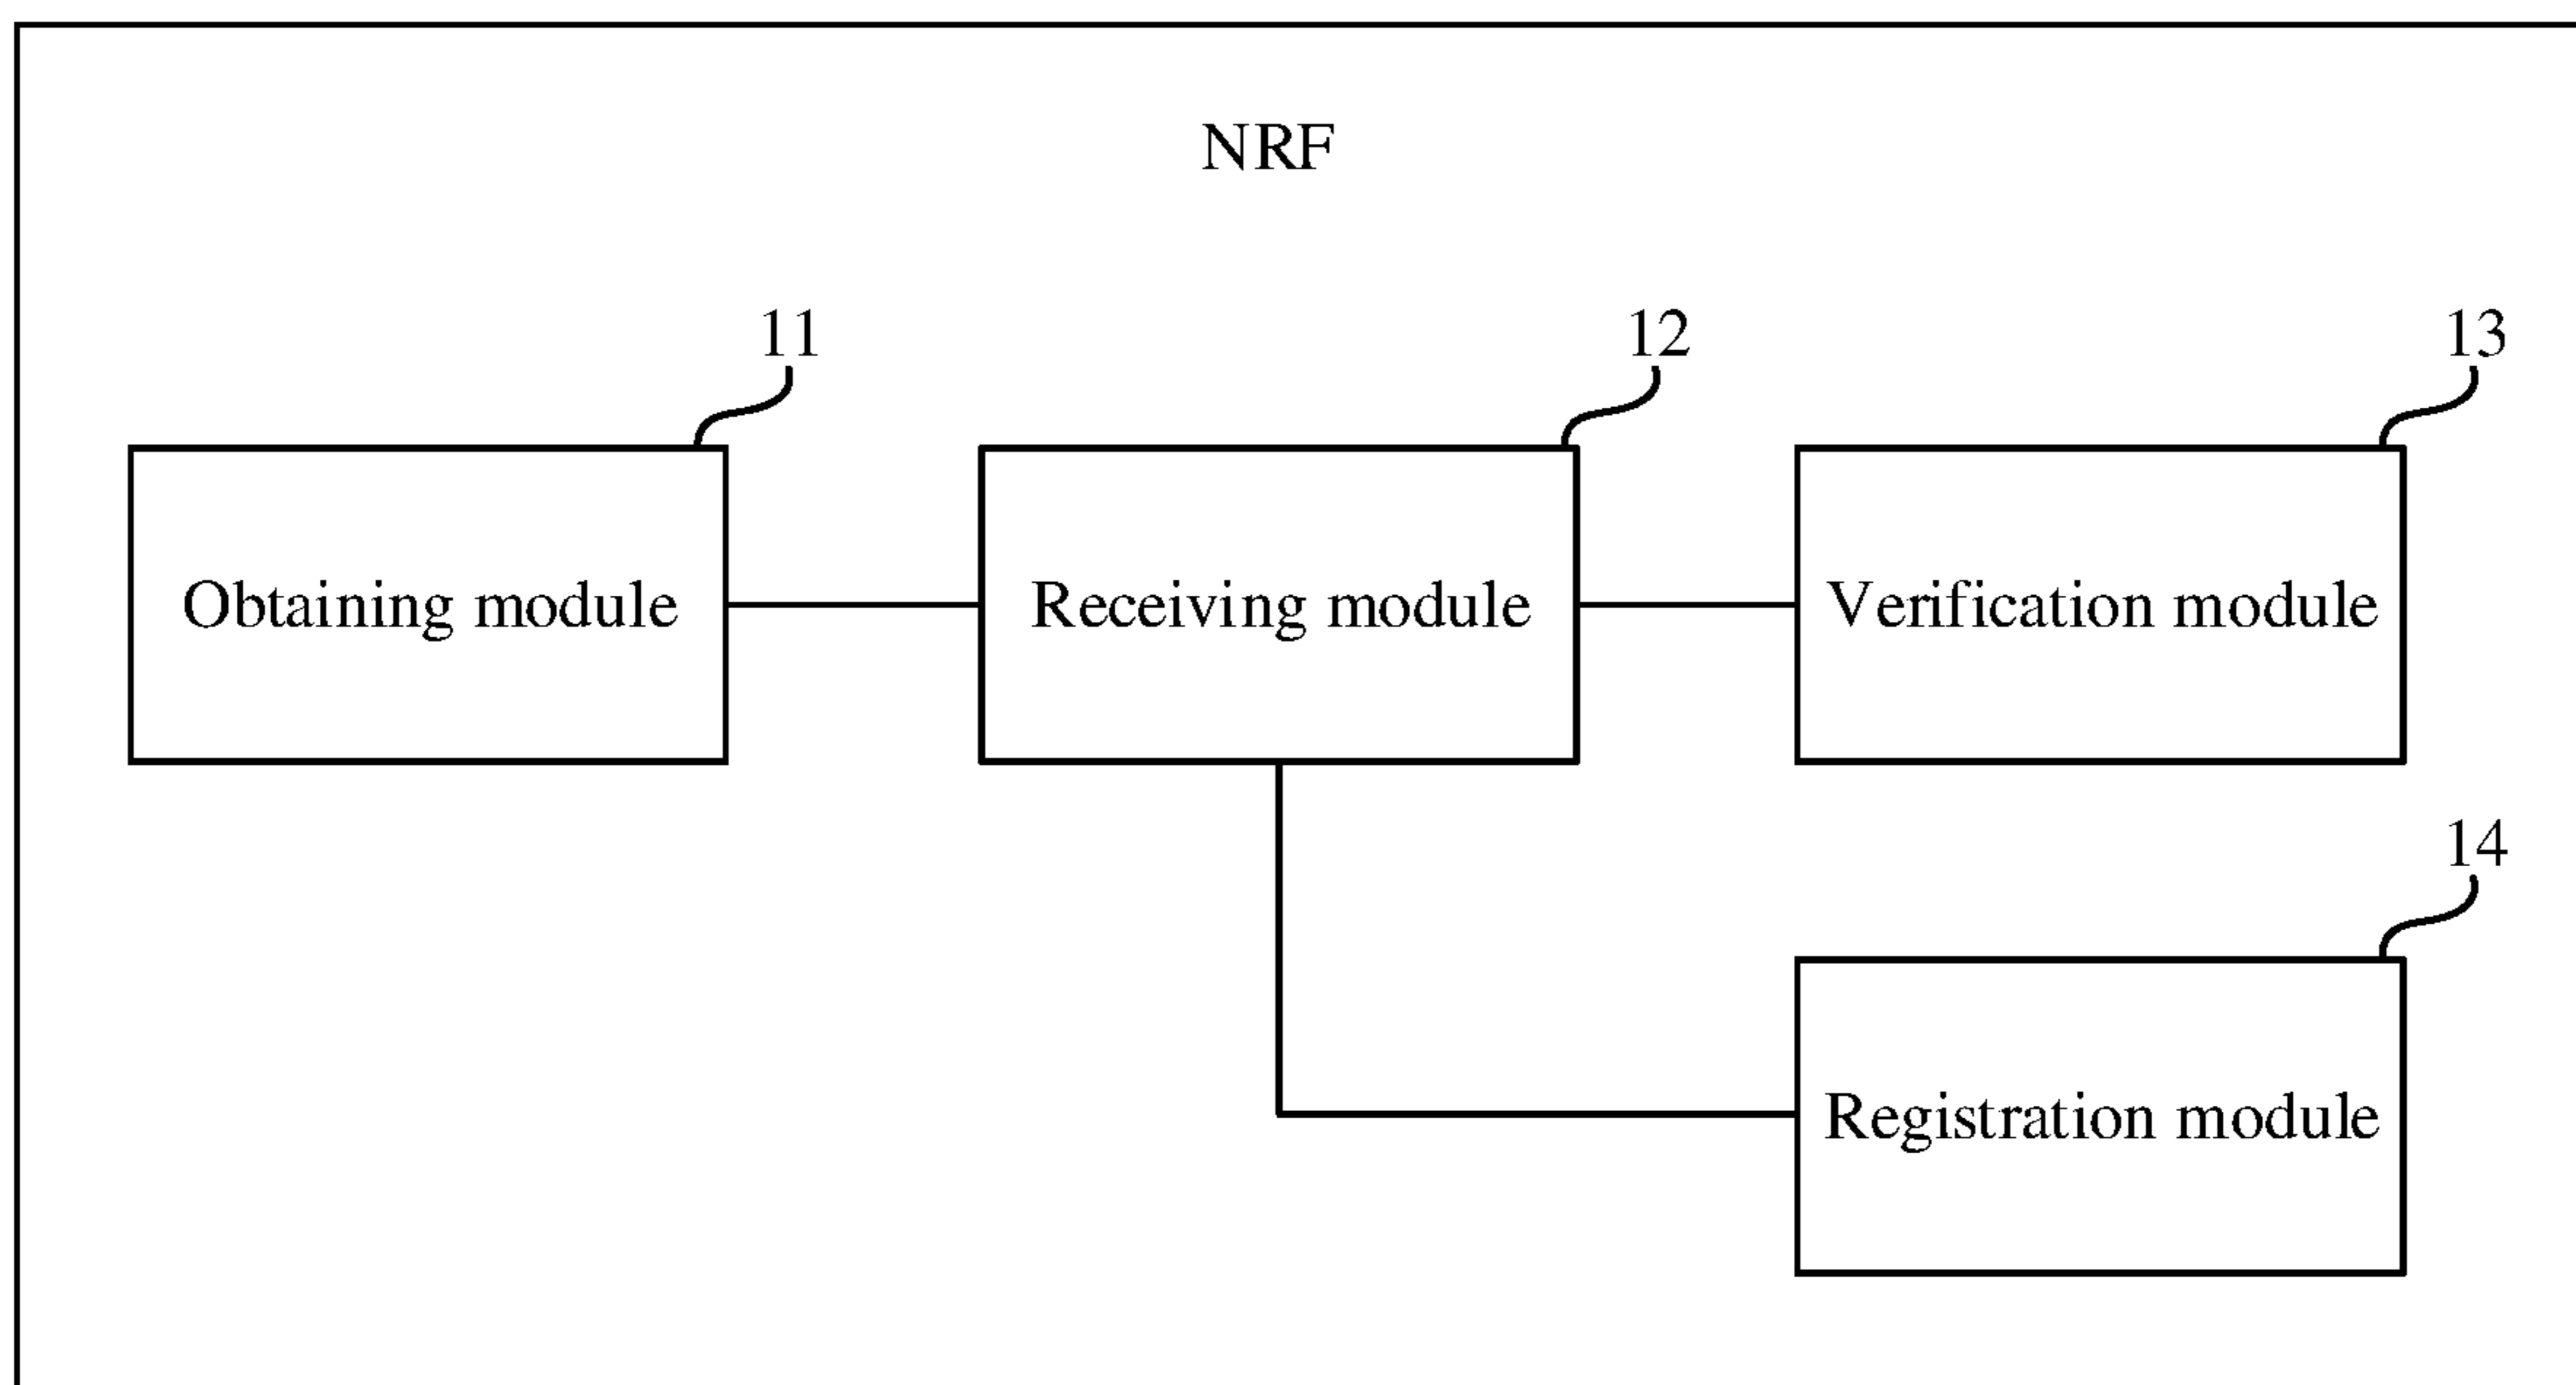 NRF
11
12
13
Obtaining module
Receiving module
Verification module
14
Registration module